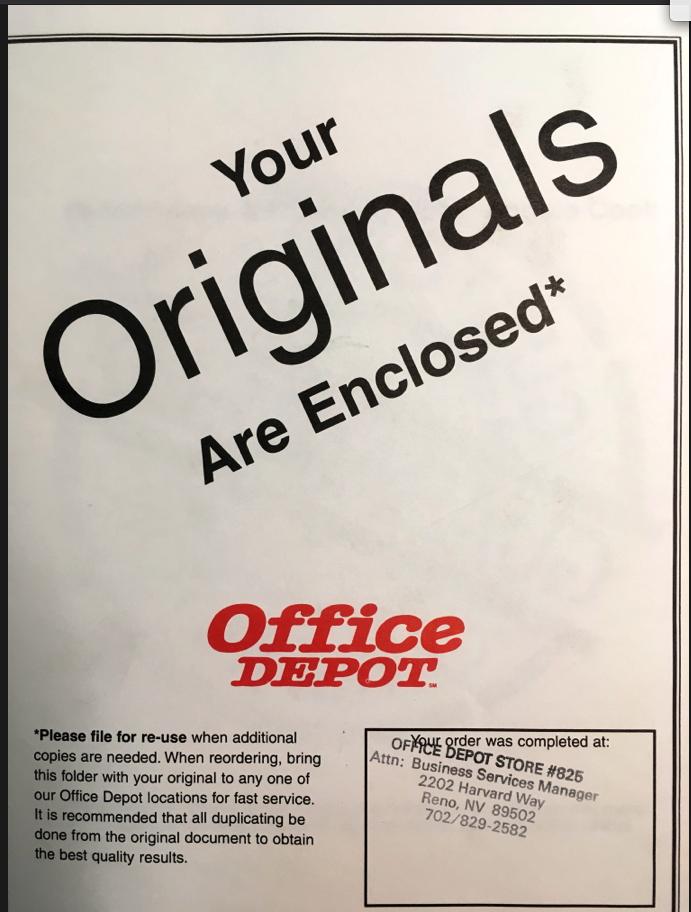 Your
Originals
Are Enclosed*
Office
DEPOT℠
*Please file for re-use when additional
copies are needed. When reordering, bring
this folder with your original to any one of
our Office Depot locations for fast service.
It is recommended that all duplicating be
done from the original document to obtain
the best quality results.
Your order was completed at:
OFFICE DEPOT STORE #825
Attn: Business Services Manager
2202 Harvard Way
Reno, NV 89502
702/829-2582